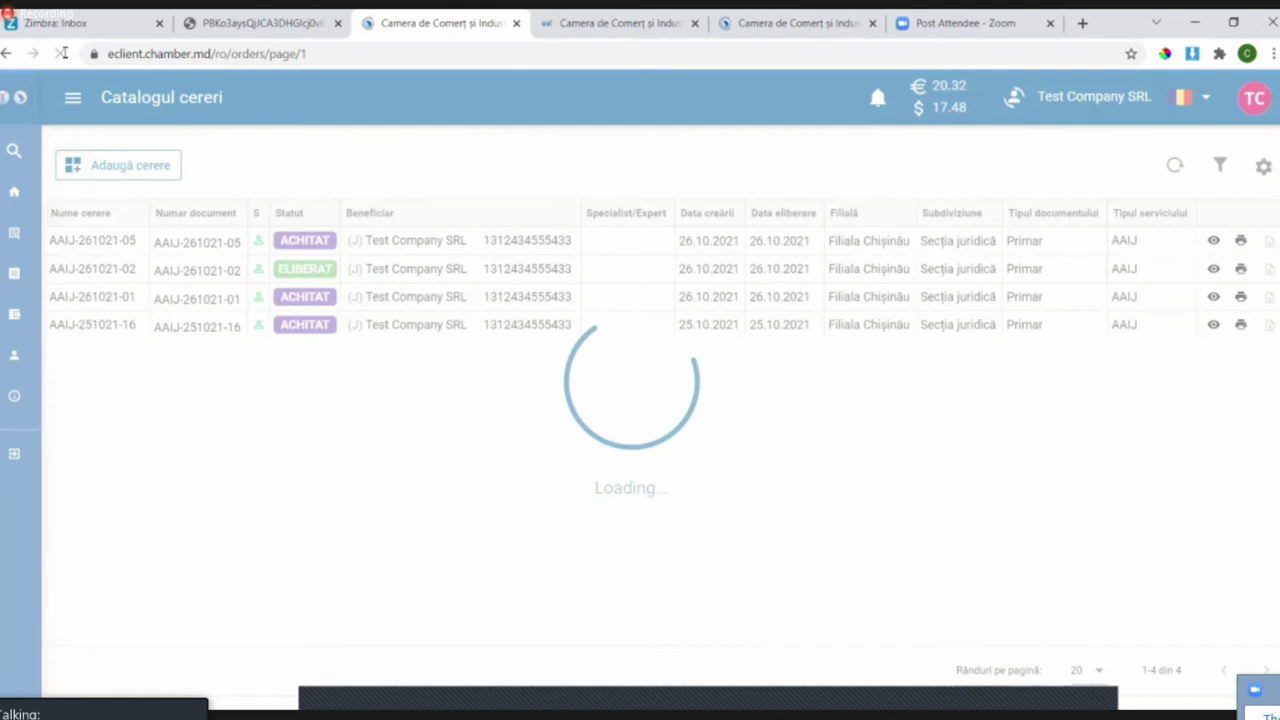 Recording
Zimbra: Inbox
Camera de Comerț și Indus
Camera de Comerț și Indus
Camera de Comerț și Indus
Post Attendee - Zoom
eclient.chamber.md/ro/orders/page/1
C
Catalogul cereri
€ 20.32
$ 17.48
Test Company SRL
TC
Adaugă cerere
Nume cerere Numar document S Statut Beneficiar Specialist/Expert Data creării Data eliberare Filială Subdiviziune Tipul documentului Tipul serviciului
AAIJ-261021-05 AAIJ-261021-05 ACHITAT (J) Test Company SRL 1312434555433 26.10.2021 26.10.2021 Filiala Chișinău Secția juridică Primar AAIJ
AAIJ-261021-02 AAIJ-261021-02 ELIBERAT (J) Test Company SRL 1312434555433 26.10.2021 26.10.2021 Filiala Chișinău Secția juridică Primar AAIJ
AAIJ-261021-01 AAIJ-261021-01 ACHITAT (J) Test Company SRL 1312434555433 26.10.2021 26.10.2021 Filiala Chișinău Secția juridică Primar AAIJ
AAIJ-251021-16 AAIJ-251021-16 ACHITAT (J) Test Company SRL 1312434555433 25.10.2021 25.10.2021 Filiala Chișinău Secția juridică Primar AAIJ
Loading...
Rânduri pe pagină: 20 1-4 din 4
Talking: